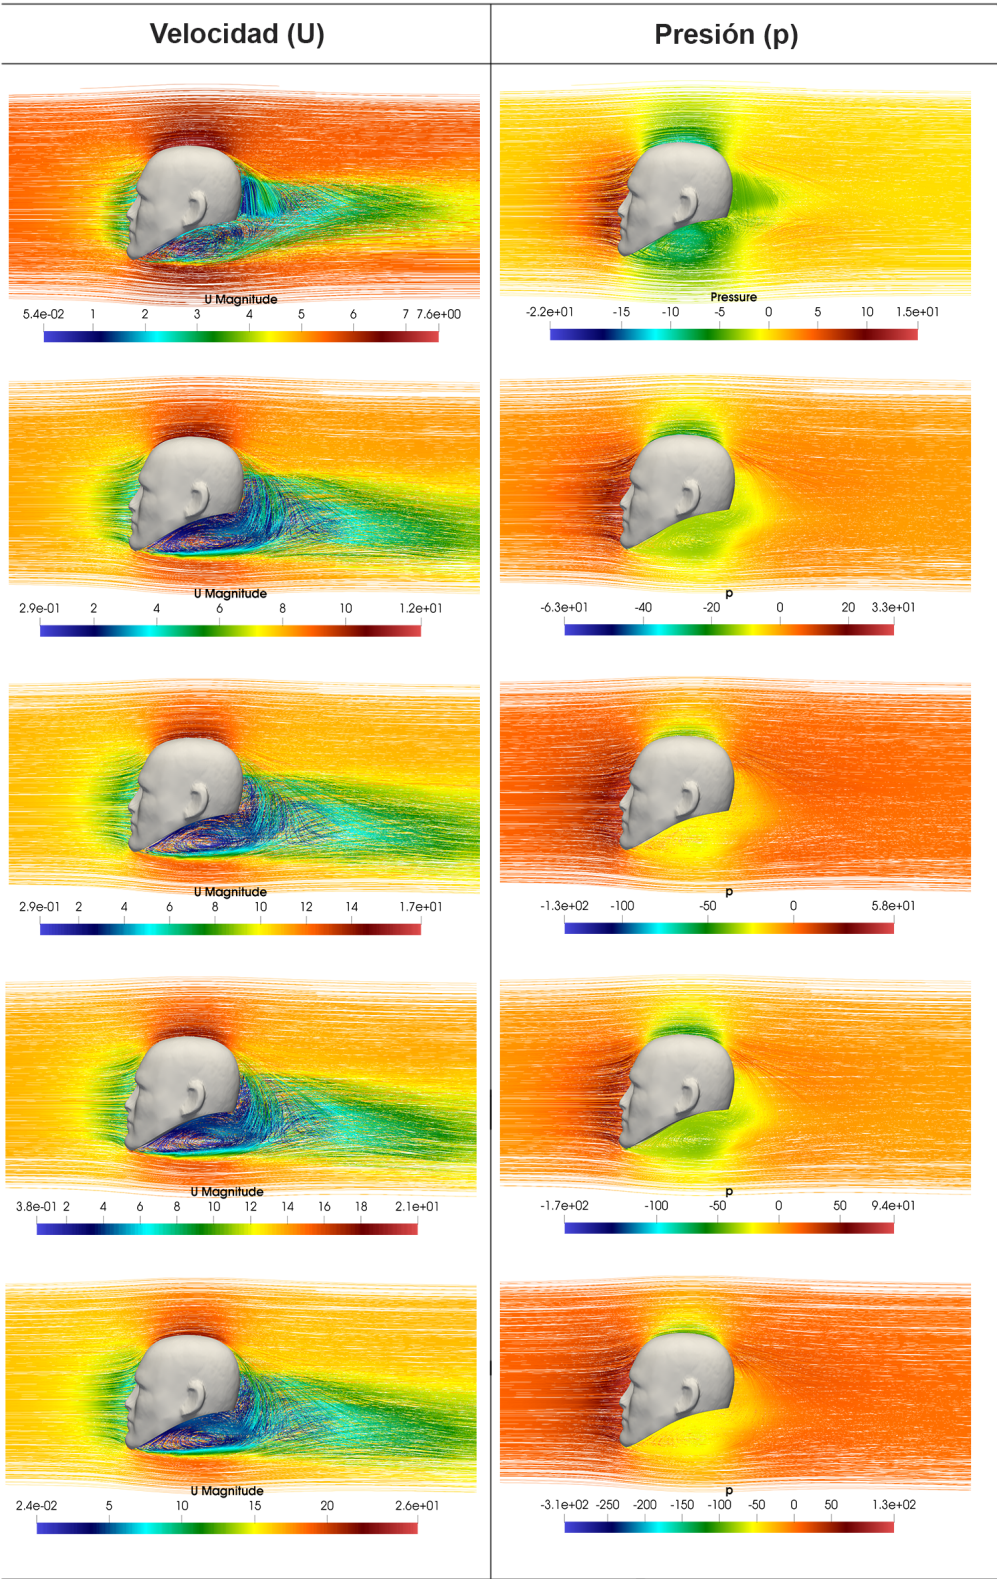 Velocidad (U)
Presión (p)
U Magnitude
5.4e-02 1 2 3 4 5 6 7 7.6e+00
Pressure
-2.2e+01 -15 -10 -5 0 5 10 1.5e+01
U Magnitude
2.9e-01 2 4 6 8 10 1.2e+01
p
-6.3e+01 -40 -20 0 20 3.3e+01
U Magnitude
2.9e-01 2 4 6 8 10 12 14 1.7e+01
p
-1.3e+02 -100 -50 0 5.8e+01
U Magnitude
3.8e-01 2 4 6 8 10 12 14 16 18 2.1e+01
p
-1.7e+02 -100 -50 0 50 9.4e+01
U Magnitude
2.4e-02 5 10 15 20 2.6e+01
p
-3.1e+02 -250 -200 -150 -100 -50 0 50 1.3e+02